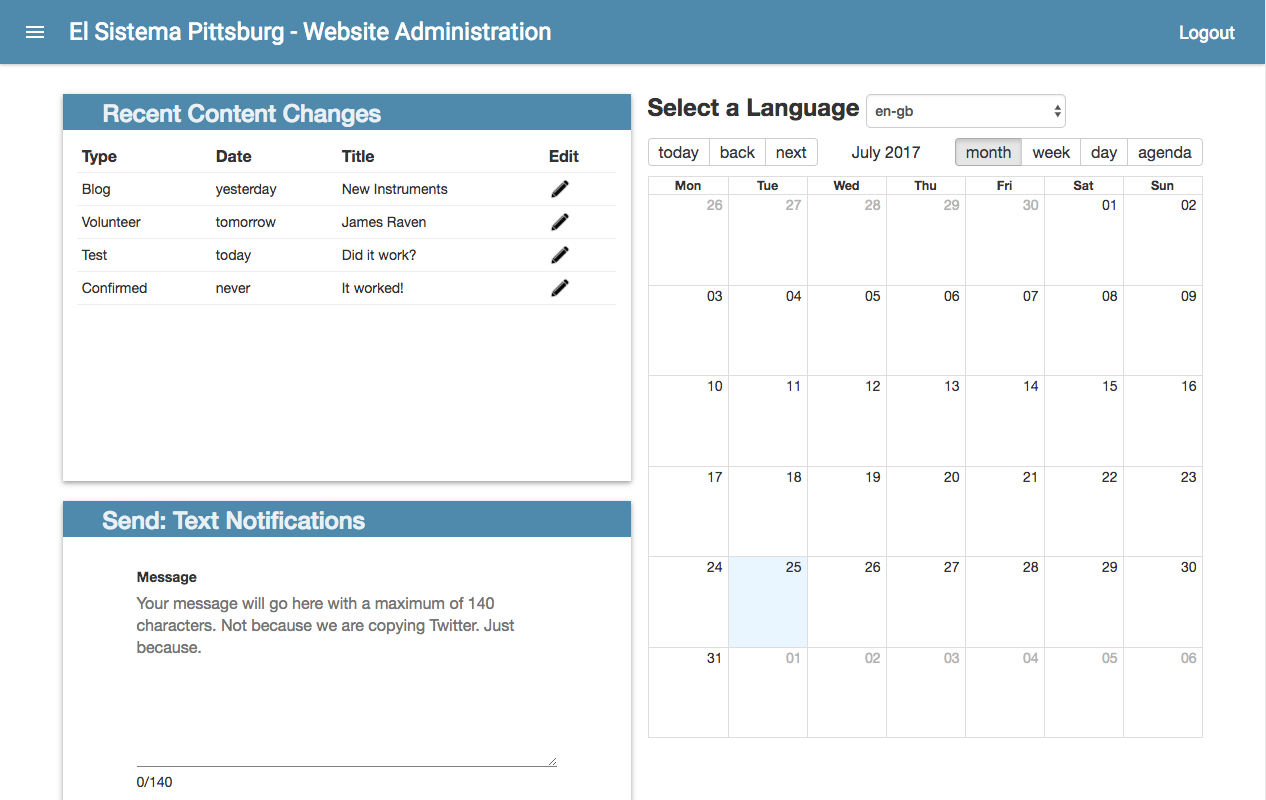 El Sistema Pittsburg - Website Administration
Logout
Recent Content Changes
Type Date Title Edit
Blog yesterday New Instruments
Volunteer tomorrow James Raven
Test today Did it work?
Confirmed never It worked!
Send: Text Notifications
Message
Your message will go here with a maximum of 140
characters. Not because we are copying Twitter. Just
because.
0/140
Select a Language en-gb
today back next July 2017 month week day agenda
Mon Tue Wed Thu Fri Sat Sun
26 27 28 29 30 01 02
03 04 05 06 07 08 09
10 11 12 13 14 15 16
17 18 19 20 21 22 23
24 25 26 27 28 29 30
31 01 02 03 04 05 06